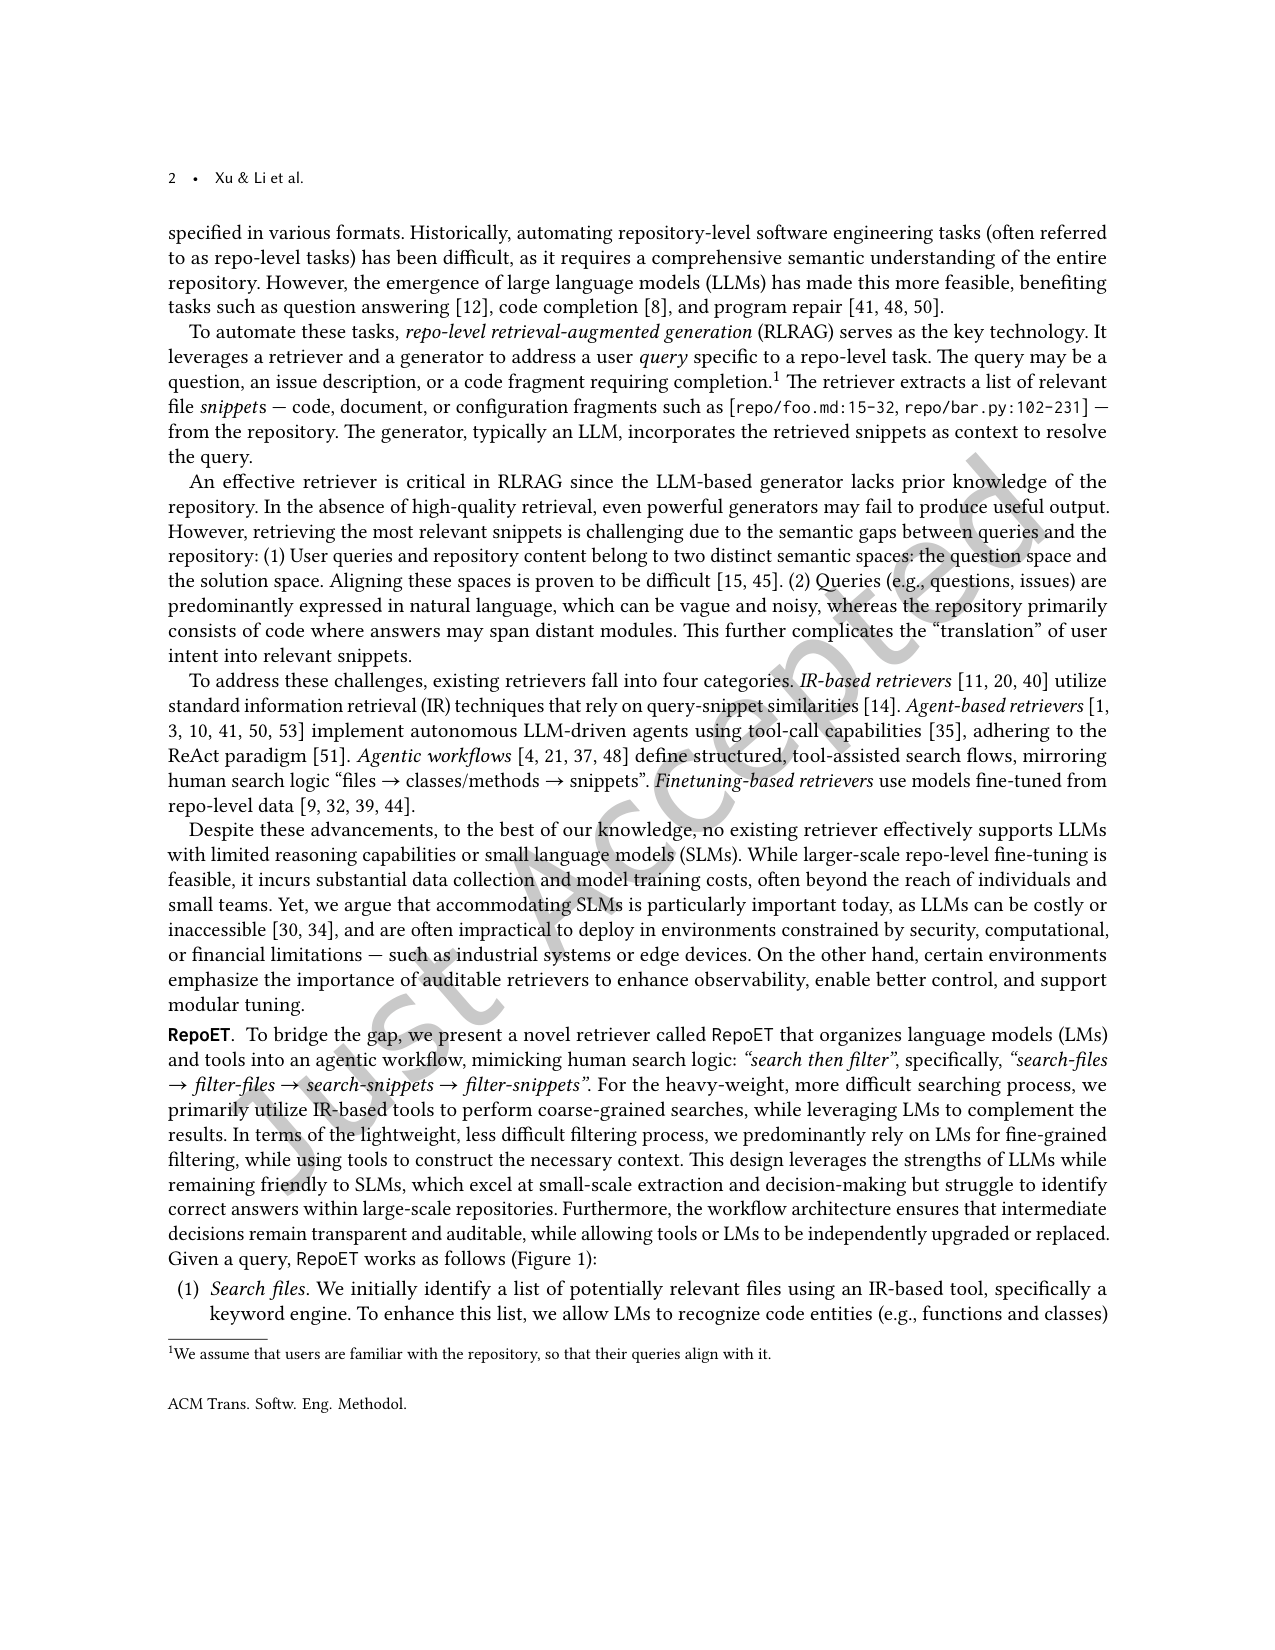 2 • Xu & Li et al.
specified in various formats. Historically, automating repository-level software engineering tasks (often referred
to as repo-level tasks) has been difficult, as it requires a comprehensive semantic understanding of the entire
repository. However, the emergence of large language models (LLMs) has made this more feasible, benefiting
tasks such as question answering [12], code completion [8], and program repair [41, 48, 50].
To automate these tasks, repo-level retrieval-augmented generation (RLRAG) serves as the key technology. It
leverages a retriever and a generator to address a user query specific to a repo-level task. The query may be a
question, an issue description, or a code fragment requiring completion.¹ The retriever extracts a list of relevant
file snippets — code, document, or configuration fragments such as [repo/foo.md:15-32, repo/bar.py:102-231] —
from the repository. The generator, typically an LLM, incorporates the retrieved snippets as context to resolve
the query.
An effective retriever is critical in RLRAG since the LLM-based generator lacks prior knowledge of the
repository. In the absence of high-quality retrieval, even powerful generators may fail to produce useful output.
However, retrieving the most relevant snippets is challenging due to the semantic gaps between queries and the
repository: (1) User queries and repository content belong to two distinct semantic spaces: the question space and
the solution space. Aligning these spaces is proven to be difficult [15, 45]. (2) Queries (e.g., questions, issues) are
predominantly expressed in natural language, which can be vague and noisy, whereas the repository primarily
consists of code where answers may span distant modules. This further complicates the “translation” of user
intent into relevant snippets.
To address these challenges, existing retrievers fall into four categories. IR-based retrievers [11, 20, 40] utilize
standard information retrieval (IR) techniques that rely on query-snippet similarities [14]. Agent-based retrievers [1,
3, 10, 41, 50, 53] implement autonomous LLM-driven agents using tool-call capabilities [35], adhering to the
ReAct paradigm [51]. Agentic workflows [4, 21, 37, 48] define structured, tool-assisted search flows, mirroring
human search logic “files → classes/methods → snippets”. Finetuning-based retrievers use models fine-tuned from
repo-level data [9, 32, 39, 44].
Despite these advancements, to the best of our knowledge, no existing retriever effectively supports LLMs
with limited reasoning capabilities or small language models (SLMs). While larger-scale repo-level fine-tuning is
feasible, it incurs substantial data collection and model training costs, often beyond the reach of individuals and
small teams. Yet, we argue that accommodating SLMs is particularly important today, as LLMs can be costly or
inaccessible [30, 34], and are often impractical to deploy in environments constrained by security, computational,
or financial limitations — such as industrial systems or edge devices. On the other hand, certain environments
emphasize the importance of auditable retrievers to enhance observability, enable better control, and support
modular tuning.
RepoET. To bridge the gap, we present a novel retriever called RepoET that organizes language models (LMs)
and tools into an agentic workflow, mimicking human search logic: “search then filter”, specifically, “search-files
→ filter-files → search-snippets → filter-snippets”. For the heavy-weight, more difficult searching process, we
primarily utilize IR-based tools to perform coarse-grained searches, while leveraging LMs to complement the
results. In terms of the lightweight, less difficult filtering process, we predominantly rely on LMs for fine-grained
filtering, while using tools to construct the necessary context. This design leverages the strengths of LLMs while
remaining friendly to SLMs, which excel at small-scale extraction and decision-making but struggle to identify
correct answers within large-scale repositories. Furthermore, the workflow architecture ensures that intermediate
decisions remain transparent and auditable, while allowing tools or LMs to be independently upgraded or replaced.
Given a query, RepoET works as follows (Figure 1):
(1) Search files. We initially identify a list of potentially relevant files using an IR-based tool, specifically a
keyword engine. To enhance this list, we allow LMs to recognize code entities (e.g., functions and classes)
¹We assume that users are familiar with the repository, so that their queries align with it.
ACM Trans. Softw. Eng. Methodol.
Just Accepted